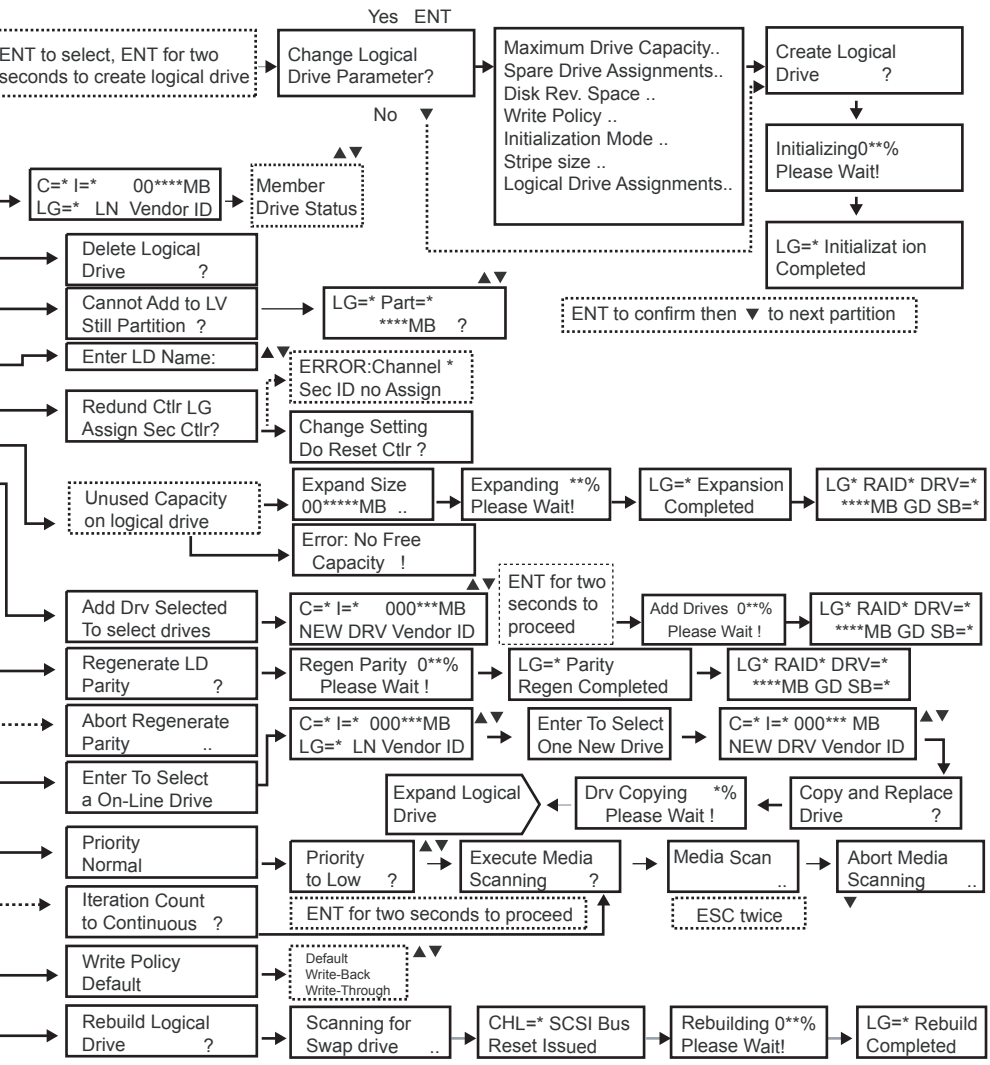 Yes ENT
ENT to select, ENT for two
seconds to create logical drive
Change Logical
Drive Parameter?
Maximum Drive Capacity..
Spare Drive Assignments..
Disk Rev. Space ..
Write Policy ..
Initialization Mode ..
Stripe size ..
Logical Drive Assignments..
Create Logical
Drive ?
No
Initializing0**%
Please Wait!
LG=* Initializat ion
Completed
C=* I=* 00****MB
LG=* LN Vendor ID
Member
Drive Status
Delete Logical
Drive ?
Cannot Add to LV
Still Partition ?
LG=* Part=*
****MB ?
ENT to confirm then ▼ to next partition
Enter LD Name:
ERROR:Channel *
Sec ID no Assign
Redund Ctlr LG
Assign Sec Ctlr?
Change Setting
Do Reset Ctlr ?
Unused Capacity
on logical drive
Expand Size
00*****MB ..
Expanding **%
Please Wait!
LG=* Expansion
Completed
LG* RAID* DRV=*
****MB GD SB=*
Error: No Free
Capacity !
Add Drv Selected
To select drives
C=* I=* 000***MB
NEW DRV Vendor ID
ENT for two
seconds to
proceed
Add Drives 0**%
Please Wait !
LG* RAID* DRV=*
****MB GD SB=*
Regenerate LD
Parity ?
Regen Parity 0**%
Please Wait !
LG=* Parity
Regen Completed
LG* RAID* DRV=*
****MB GD SB=*
Abort Regenerate
Parity ..
C=* I=* 000***MB
LG=* LN Vendor ID
Enter To Select
One New Drive
C=* I=* 000*** MB
NEW DRV Vendor ID
Enter To Select
a On-Line Drive
Expand Logical
Drive
Drv Copying *%
Please Wait !
Copy and Replace
Drive ?
Priority
Normal
Priority
to Low ?
Execute Media
Scanning ?
Media Scan
..
Abort Media
Scanning ..
Iteration Count
to Continuous ?
ENT for two seconds to proceed
ESC twice
Write Policy
Default
Default
Write-Back
Write-Through
Rebuild Logical
Drive ?
Scanning for
Swap drive ..
CHL=* SCSI Bus
Reset Issued
Rebuilding 0**%
Please Wait!
LG=* Rebuild
Completed